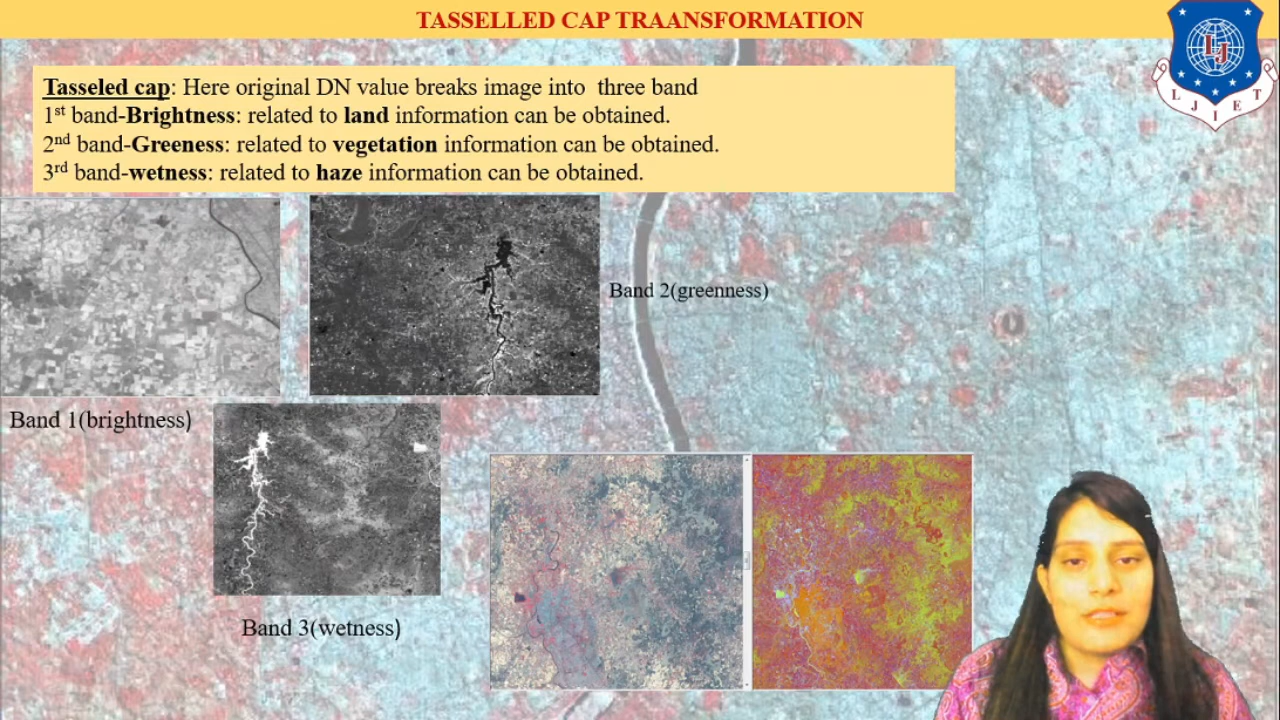 TASSELLED CAP TRAANSFORMATION
Tasseled cap: Here original DN value breaks image into three band
1st band-Brightness: related to land information can be obtained.
2nd band-Greeness: related to vegetation information can be obtained.
3rd band-wetness: related to haze information can be obtained.
Band 2(greenness)
Band 1(brightness)
Band 3(wetness)
LJ
L J I E T